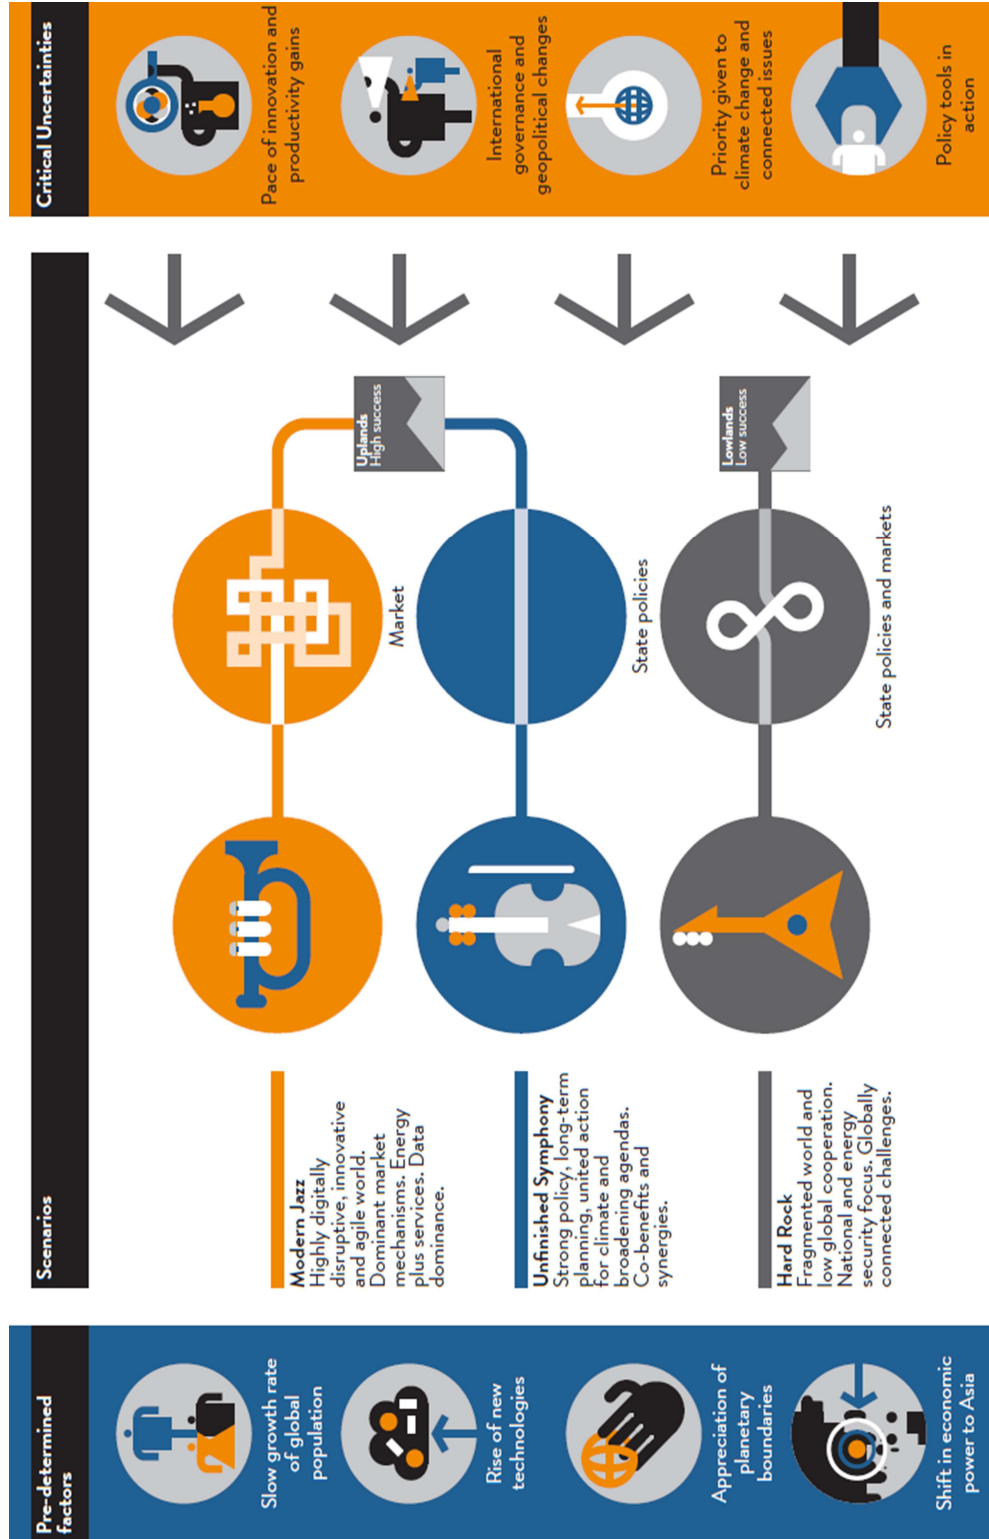 Pre-determined
factors
Slow growth rate
of global
population
Rise of new
technologies
Appreciation of
planetary
boundaries
Shift in economic
power to Asia
Scenarios
Modern Jazz
Highly digitally
disruptive, innovative
and agile world.
Dominant market
mechanisms. Energy
plus services. Data
dominance.
Market
Uplands
High success
Unfinished Symphony
Strong policy, long-term
planning, united action
for climate and
broadening agendas.
Co-benefits and
synergies.
State policies
Hard Rock
Fragmented world and
low global cooperation.
National and energy
security focus. Globally
connected challenges.
State policies and markets
Lowlands
Low success
Critical Uncertainties
Pace of innovation and
productivity gains
International
governance and
geopolitical changes
Priority given to
climate change and
connected issues
Policy tools in
action